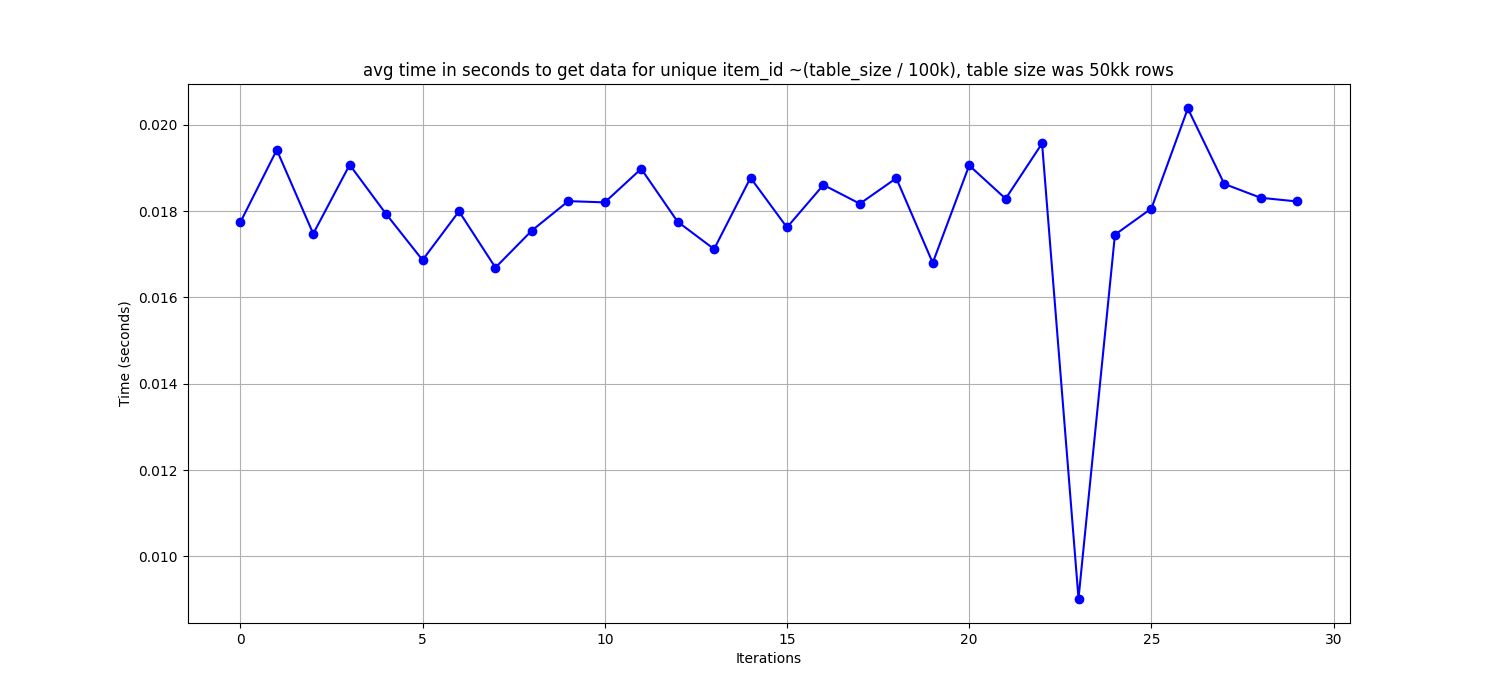 avg time in seconds to get data for unique item_id ~(table_size / 100k), table size was 50kk rows
0.020
0.018
0.016
0.014
0.012
0.010
Time (seconds)
0 5 10 15 20 25 30
Iterations